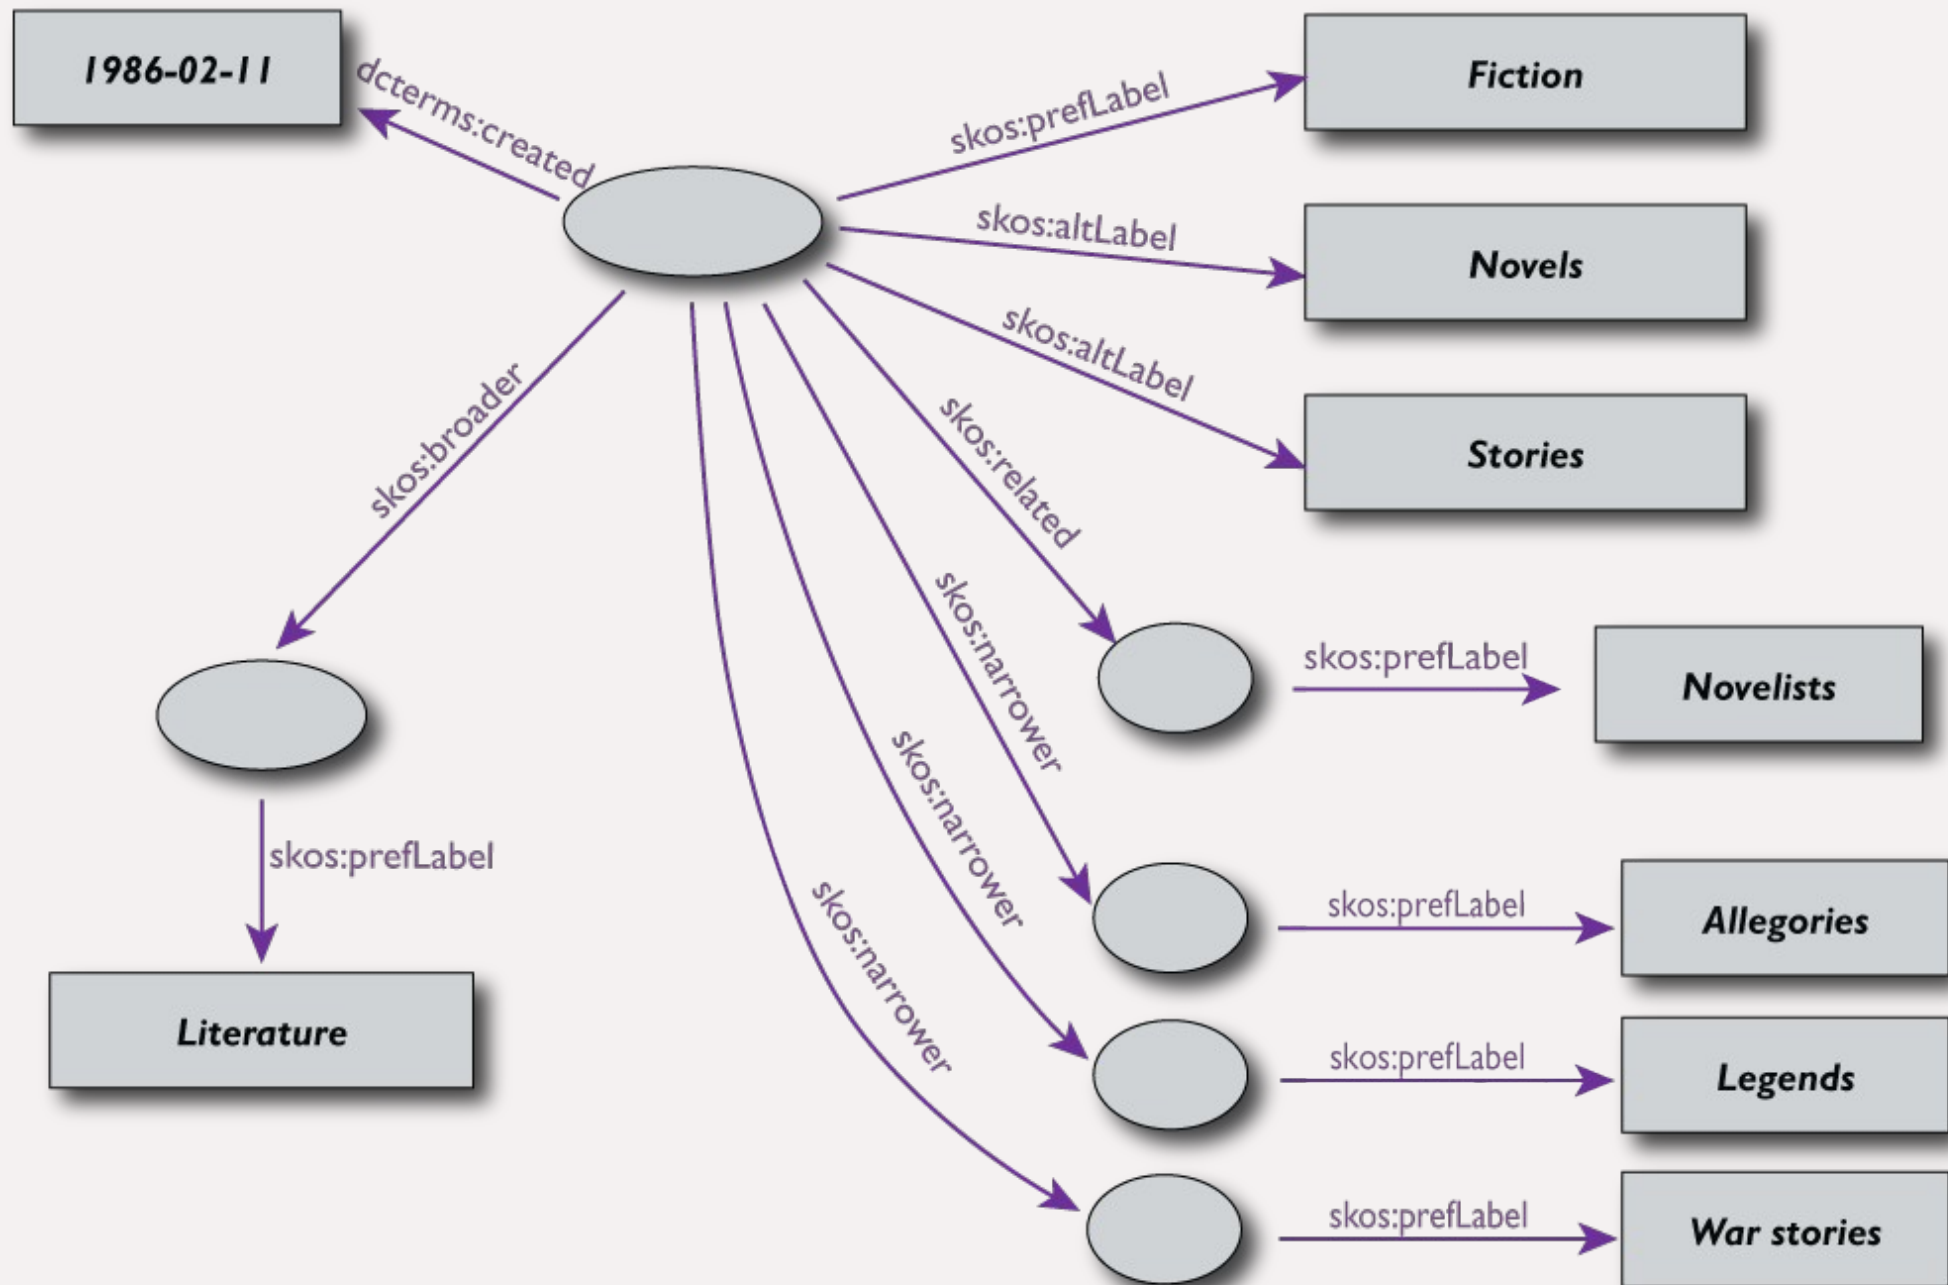 1986-02-11
dcterms:created
skos:prefLabel
Fiction
skos:altLabel
Novels
skos:altLabel
Stories
skos:broader
skos:related
skos:prefLabel
Novelists
skos:narrower
skos:narrower
skos:narrower
skos:prefLabel
Literature
skos:prefLabel
Allegories
skos:prefLabel
Legends
skos:prefLabel
War stories